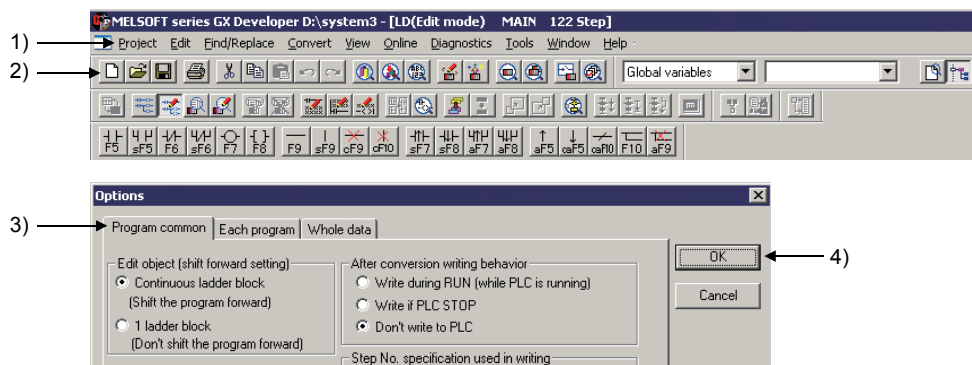 MELSOFT series GX Developer D:\system3 - [LD(Edit mode) MAIN 122 Step]
1)
Project Edit Find/Replace Convert View Online Diagnostics Tools Window Help
2)
Global variables
F5 sF5 F6 sF6 F7 F8 F9 sF9 cF9 cF10 sF7 sF8 aF7 aF8 aF5 caF5 caF10 F10 aF9
Options
3)
Program common Each program Whole data
4)
OK
Cancel
Edit object (shift forward setting)
Continuous ladder block
(Shift the program forward)
1 ladder block
(Don't shift the program forward)
After conversion writing behavior
Write during RUN (while PLC is running)
Write if PLC STOP
Don't write to PLC
Step No. specification used in writing